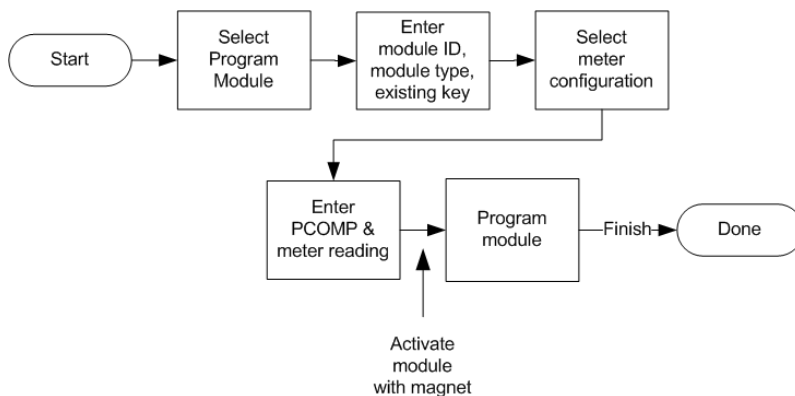 Start
Select
Program
Module
Enter
module ID,
module type,
existing key
Select
meter
configuration
Enter
PCOMP &
meter reading
Program
module
Finish
Done
Activate
module
with magnet